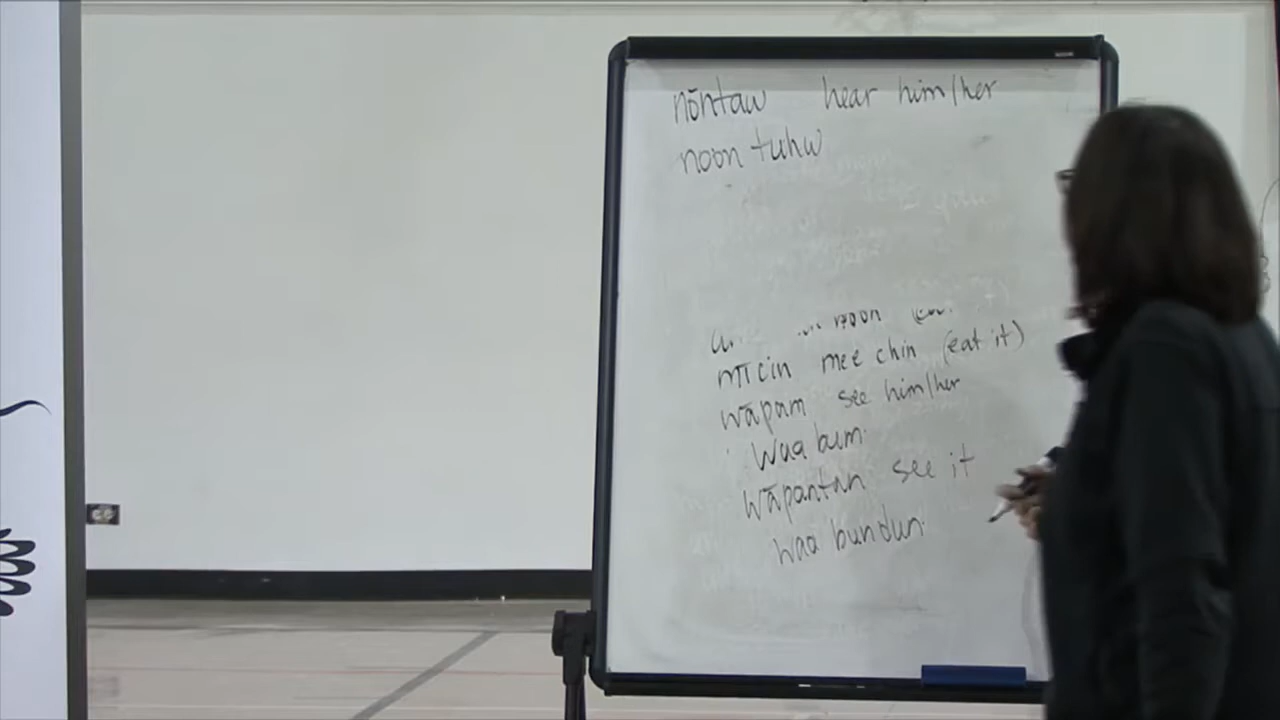 nōntaw hear him/her
noon tuhw
noon
mīcin mee chin (eat it)
wāpam see him/her
waa bum
wāpantan see it
waa bundun